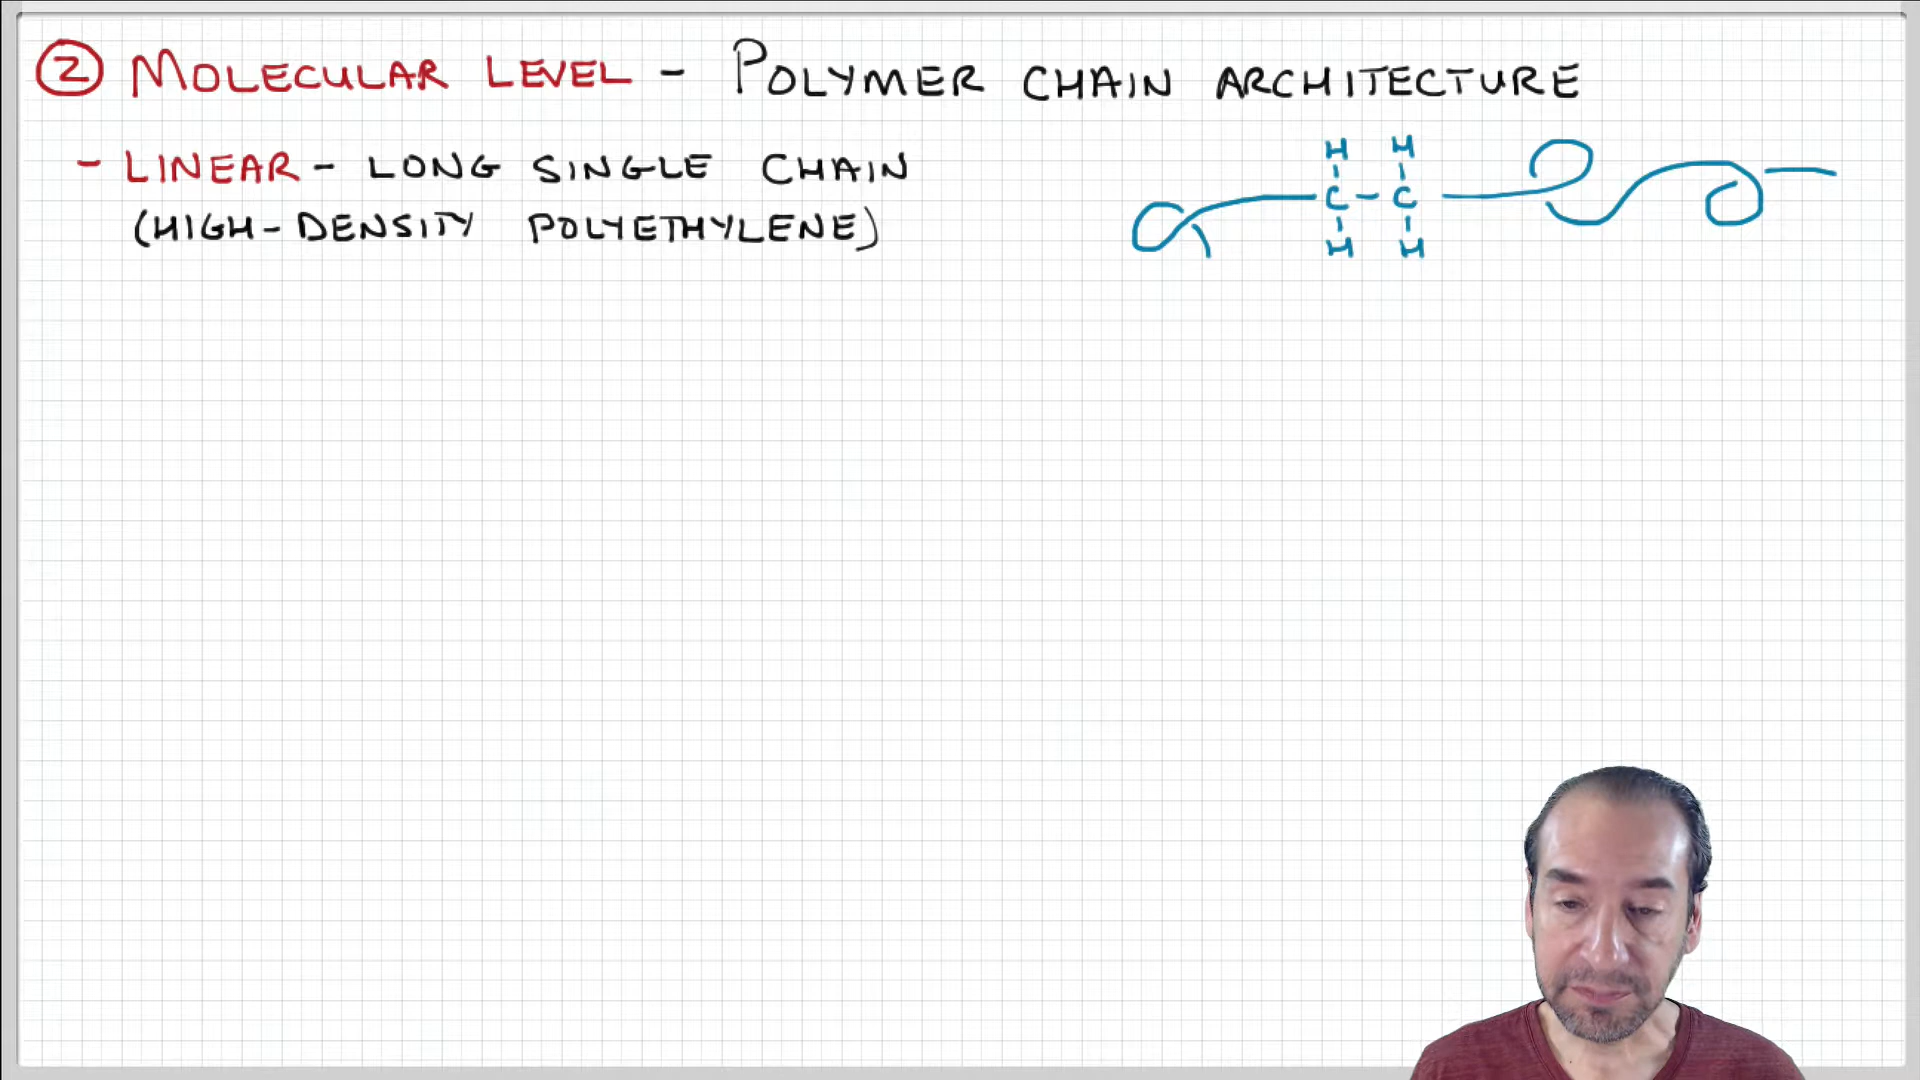 ② MOLECULAR LEVEL - POLYMER CHAIN ARCHITECTURE
- LINEAR - LONG SINGLE CHAIN
(HIGH-DENSITY POLYETHYLENE)
H H
C - C
H H